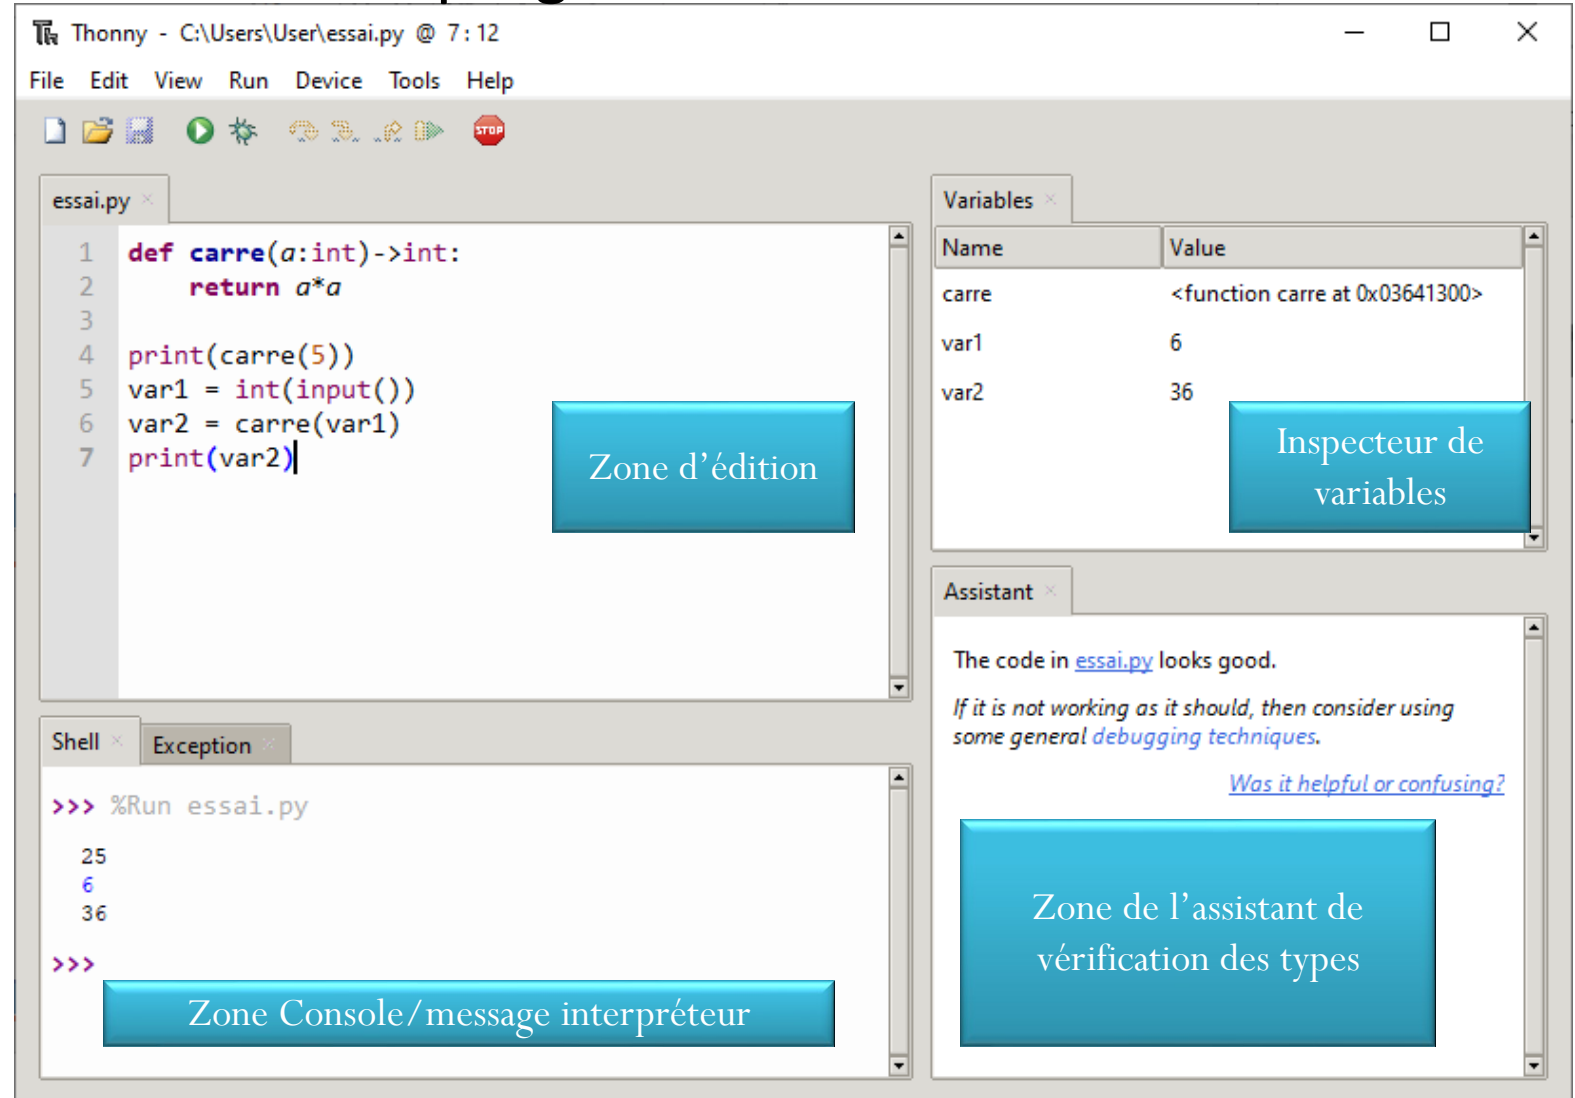 Thonny - C:\Users\User\essai.py @ 7 : 12
File Edit View Run Device Tools Help
STOP
essai.py
1 def carre(a:int)->int:
2     return a*a
3
4 print(carre(5))
5 var1 = int(input())
6 var2 = carre(var1)
7 print(var2)
Zone d’édition
Variables
Name Value
carre <function carre at 0x03641300>
var1 6
var2 36
Inspecteur de
variables
Shell Exception
>>> %Run essai.py
25
6
36
>>>
Zone Console/message interpréteur
Assistant
The code in essai.py looks good.
If it is not working as it should, then consider using
some general debugging techniques.
Was it helpful or confusing?
Zone de l’assistant de
vérification des types